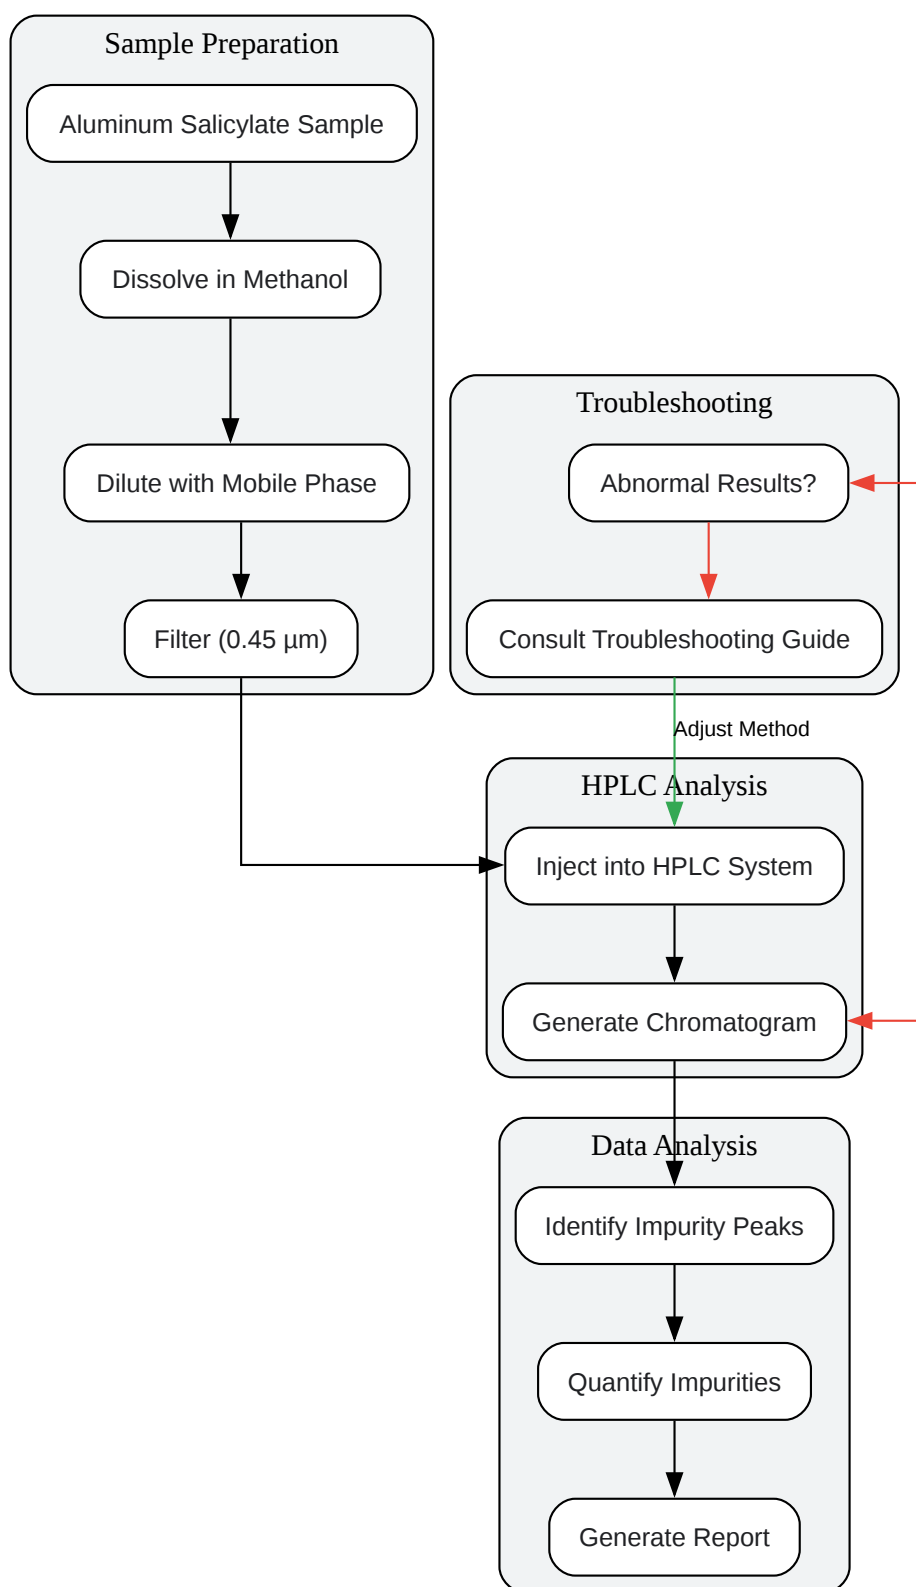 Sample Preparation
Aluminum Salicylate Sample
Dissolve in Methanol
Dilute with Mobile Phase
Filter (0.45 µm)
Troubleshooting
Abnormal Results?
Consult Troubleshooting Guide
Adjust Method
HPLC Analysis
Inject into HPLC System
Generate Chromatogram
Data Analysis
Identify Impurity Peaks
Quantify Impurities
Generate Report